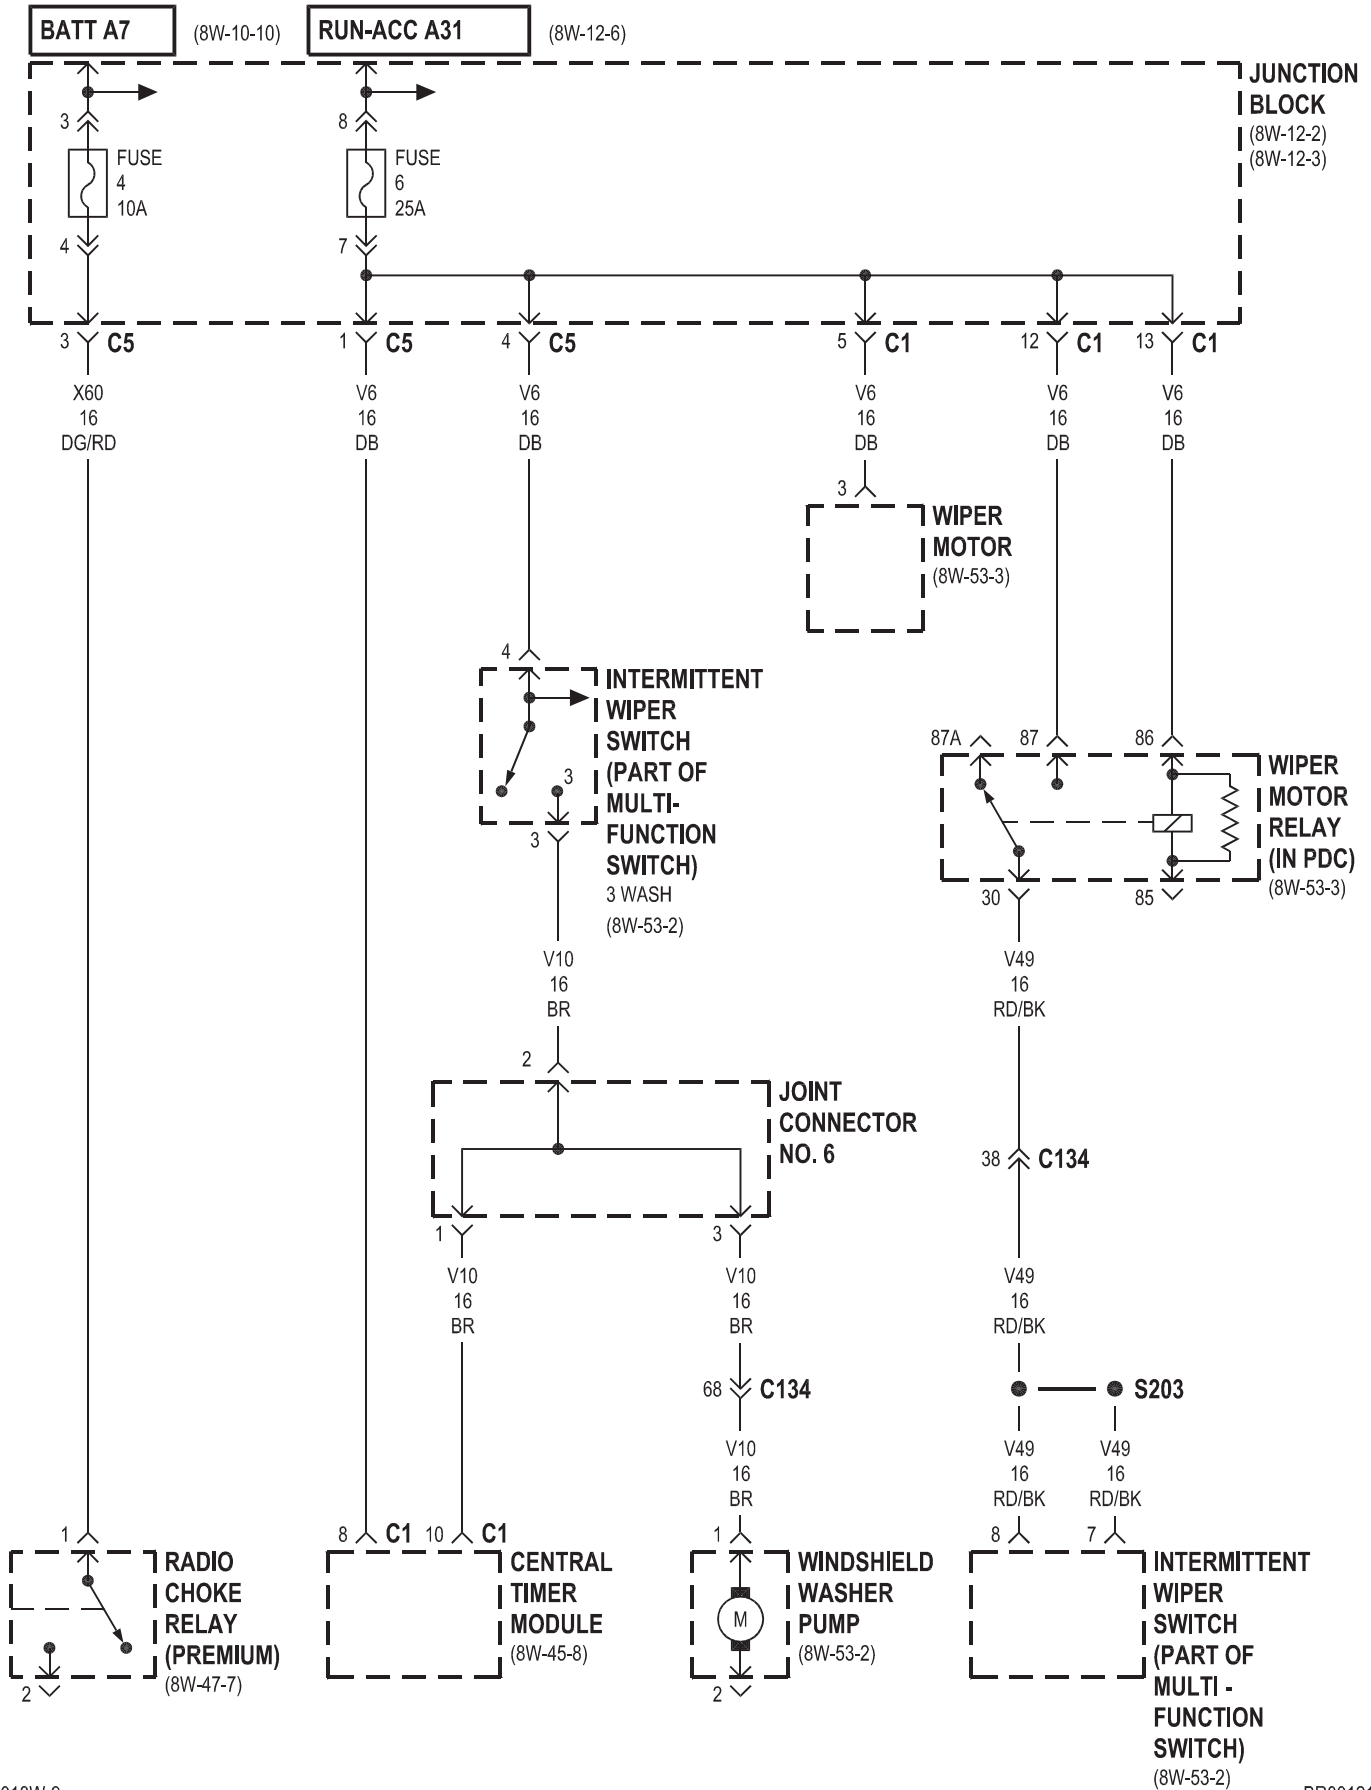 BATT A7
(8W-10-10)
RUN-ACC A31
(8W-12-6)
JUNCTION
BLOCK
(8W-12-2)
(8W-12-3)
3
FUSE
4
10A
4
8
FUSE
6
25A
7
3
C5
1
C5
4
C5
5
C1
12
C1
13
C1
X60
16
DG/RD
V6
16
DB
V6
16
DB
V6
16
DB
V6
16
DB
V6
16
DB
3
WIPER
MOTOR
(8W-53-3)
4
INTERMITTENT
WIPER
SWITCH
(PART OF
MULTI-
FUNCTION
SWITCH)
3 WASH
(8W-53-2)
3
3
87A
87
86
WIPER
MOTOR
RELAY
(IN PDC)
(8W-53-3)
30
85
V10
16
BR
V49
16
RD/BK
2
JOINT
CONNECTOR
NO. 6
1
3
38
C134
V10
16
BR
V10
16
BR
V49
16
RD/BK
68
C134
S203
V10
16
BR
V49
16
RD/BK
V49
16
RD/BK
1
RADIO
CHOKE
RELAY
(PREMIUM)
(8W-47-7)
2
8
C1
10
C1
CENTRAL
TIMER
MODULE
(8W-45-8)
1
M
WINDSHIELD
WASHER
PUMP
(8W-53-2)
2
8
7
INTERMITTENT
WIPER
SWITCH
(PART OF
MULTI -
FUNCTION
SWITCH)
(8W-53-2)